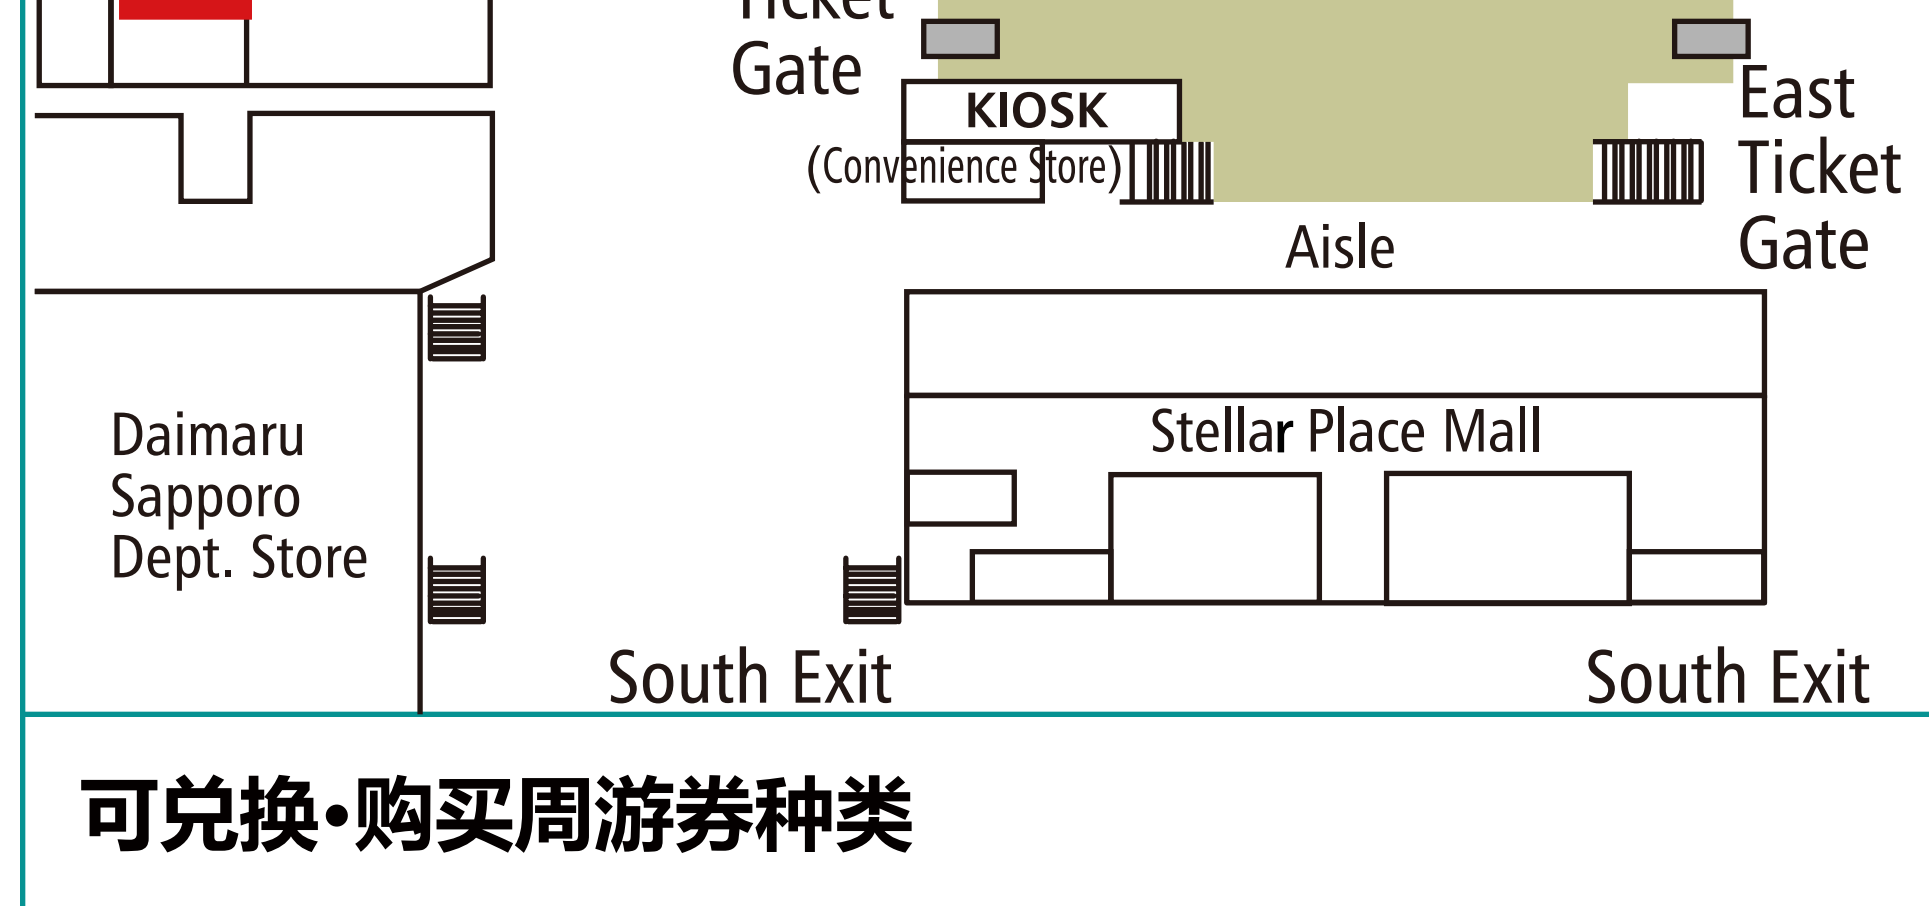 Ticket
Gate
KIOSK
(Convenience Store)
East
Ticket
Gate
Aisle
Stellar Place Mall
Daimaru
Sapporo
Dept. Store
South Exit
South Exit
可兑换•购买周游券种类